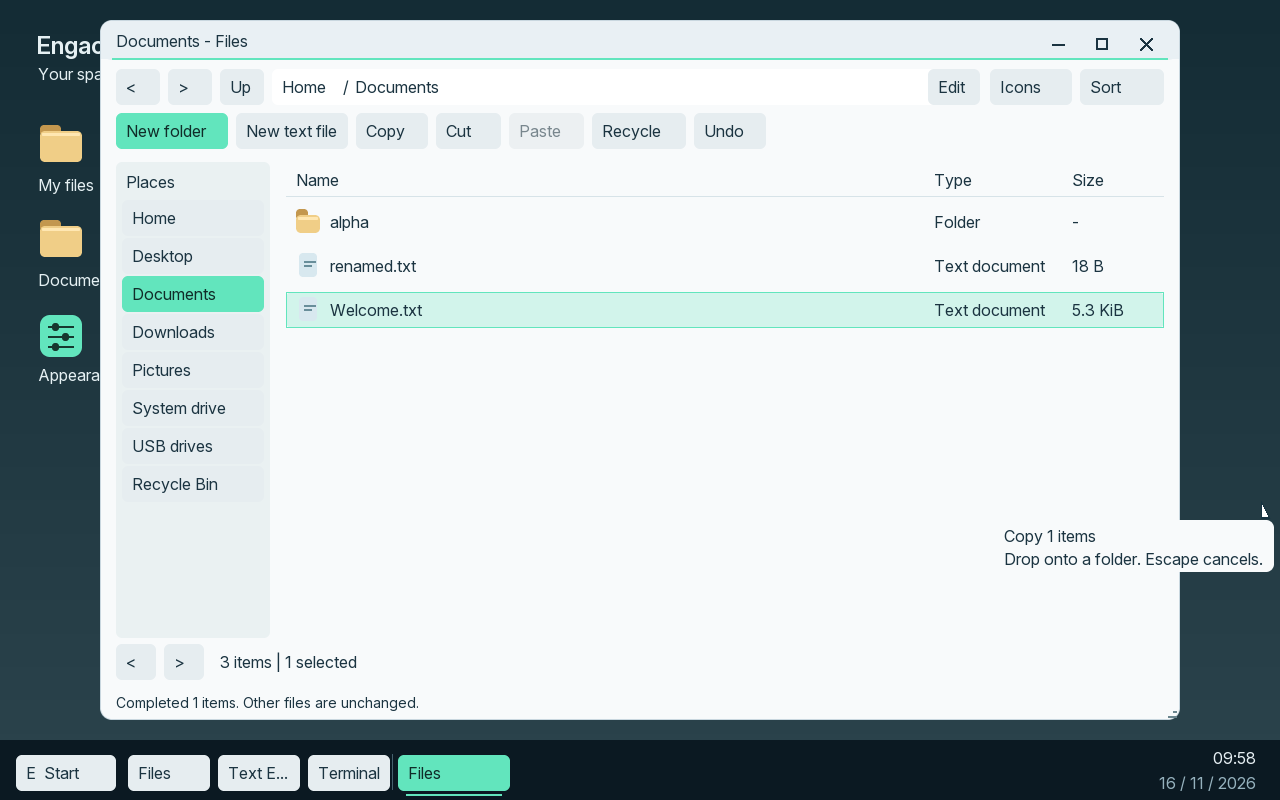 Documents - Files
Your spa
< > Up Home / Documents Edit Icons Sort
New folder New text file Copy Cut Paste Recycle Undo
Places
Home
Desktop
Documents
Downloads
Pictures
System drive
USB drives
Recycle Bin
Name Type Size
alpha Folder -
renamed.txt Text document 18 B
Welcome.txt Text document 5.3 KiB
My files
Docume
Appeara
Copy 1 items
Drop onto a folder. Escape cancels.
< > 3 items | 1 selected
Completed 1 items. Other files are unchanged.
E Start Files Text E... Terminal Files
09:58
16 / 11 / 2026